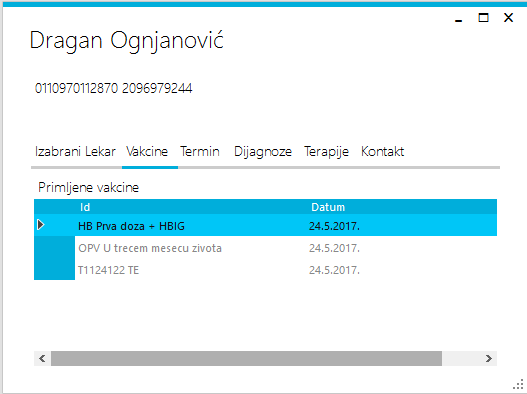 Dragan Ognjanović
0110970112870 2096979244
Izabrani Lekar Vakcine Termin Dijagnoze Terapije Kontakt
Primljene vakcine
Id Datum
HB Prva doza + HBIG 24.5.2017.
OPV U trecem mesecu zivota 24.5.2017.
T1124122 TE 24.5.2017.